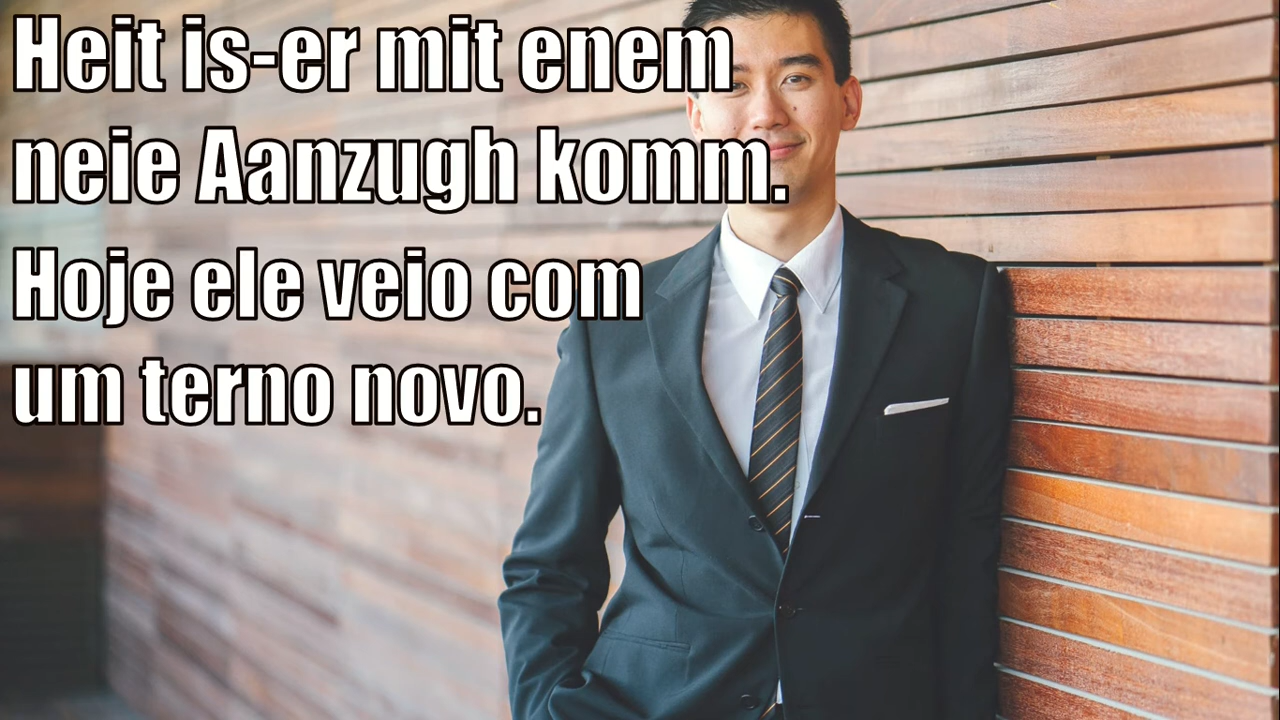 Heit is-er mit enem
neie Aanzugh komm.
Hoje ele veio com
um terno novo.